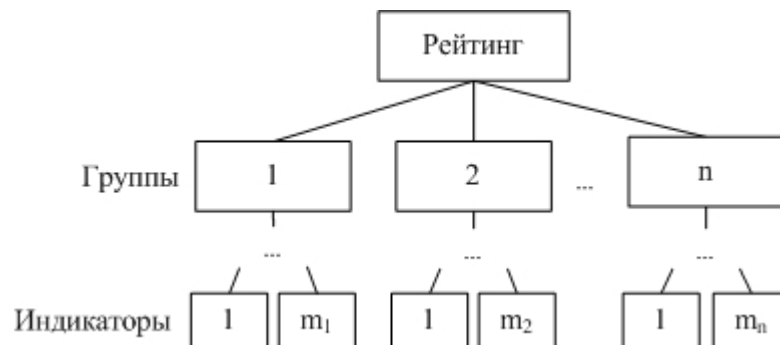 Рейтинг
Группы 1 2 ... n
... ... ...
Индикаторы 1 m₁ 1 m₂ 1 mₙ